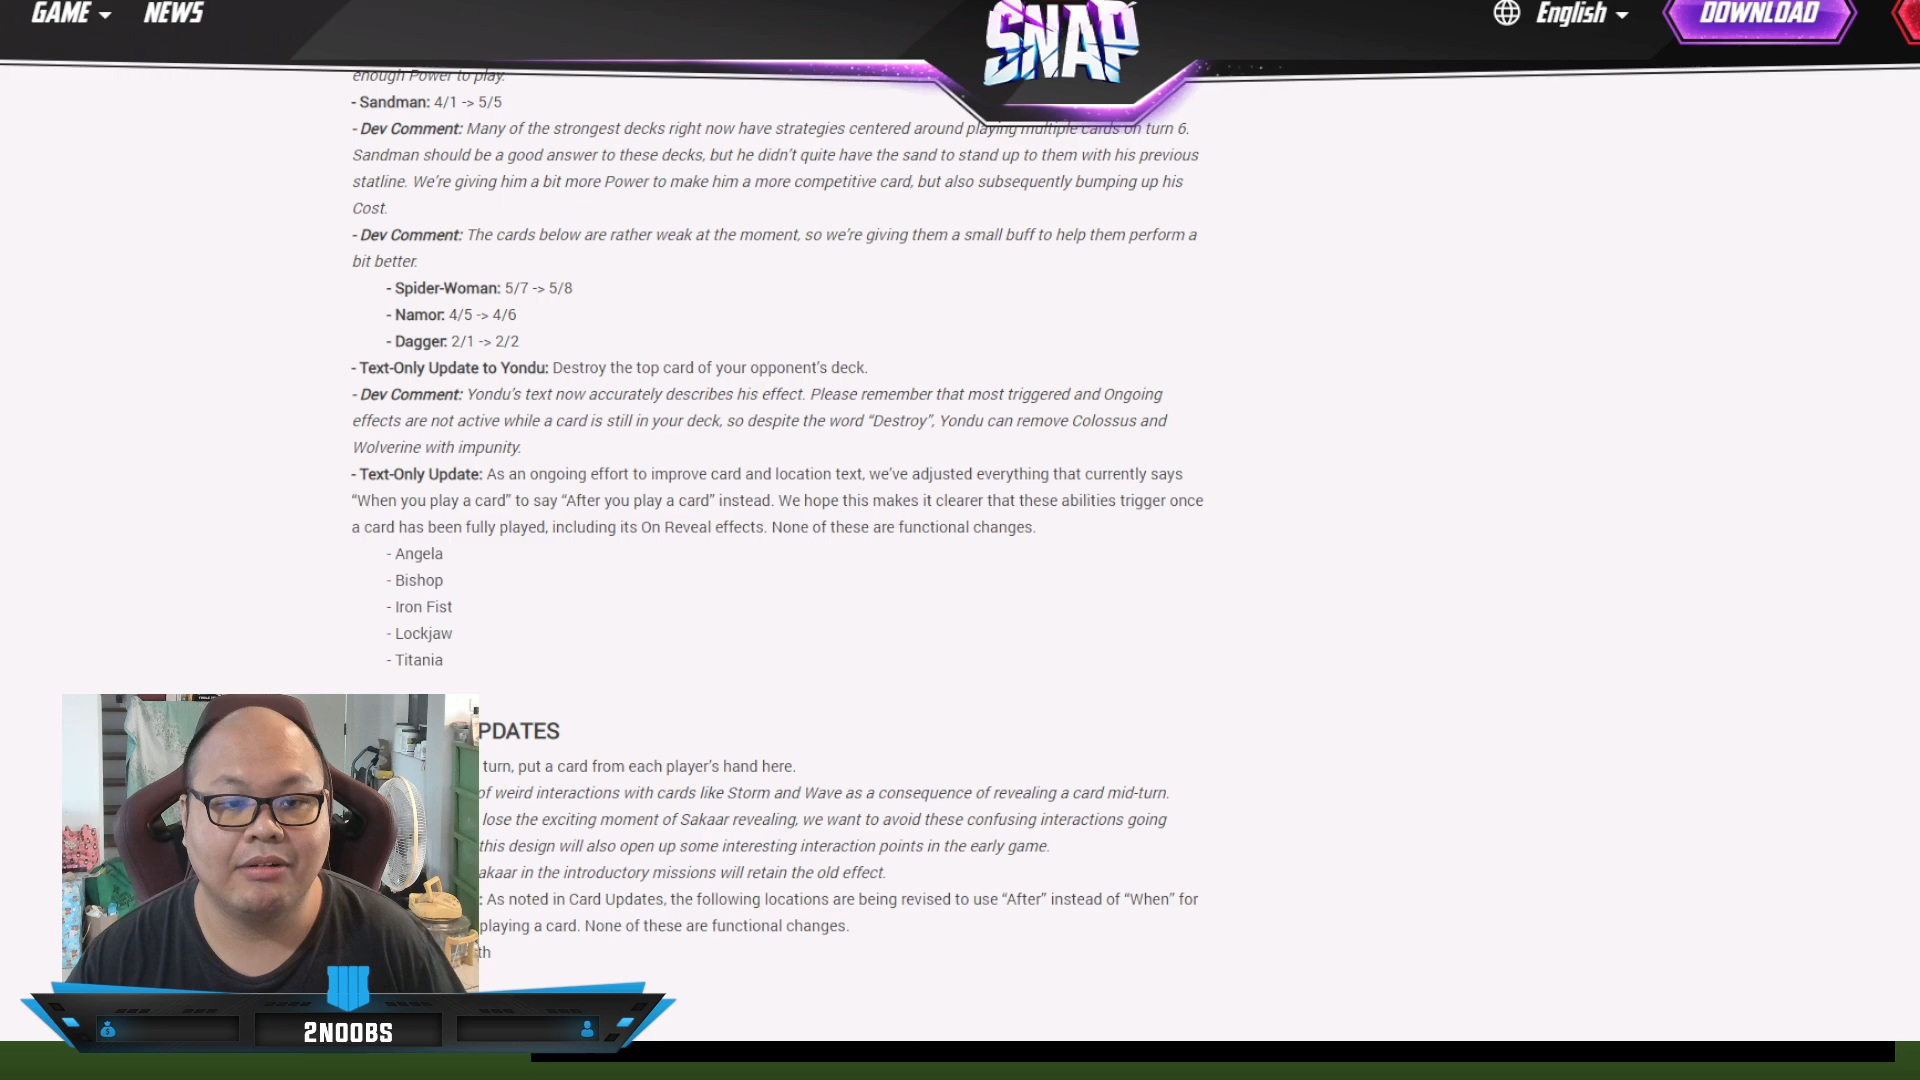 GAME
NEWS
SNAP
English
DOWNLOAD
enough Power to play.
- Sandman: 4/1 -> 5/5
- Dev Comment: Many of the strongest decks right now have strategies centered around playing multiple cards on turn 6.
Sandman should be a good answer to these decks, but he didn’t quite have the sand to stand up to them with his previous
statline. We’re giving him a bit more Power to make him a more competitive card, but also subsequently bumping up his
Cost.
- Dev Comment: The cards below are rather weak at the moment, so we’re giving them a small buff to help them perform a
bit better.
- Spider-Woman: 5/7 -> 5/8
- Namor: 4/5 -> 4/6
- Dagger: 2/1 -> 2/2
- Text-Only Update to Yondu: Destroy the top card of your opponent’s deck.
- Dev Comment: Yondu’s text now accurately describes his effect. Please remember that most triggered and Ongoing
effects are not active while a card is still in your deck, so despite the word “Destroy”, Yondu can remove Colossus and
Wolverine with impunity.
- Text-Only Update: As an ongoing effort to improve card and location text, we’ve adjusted everything that currently says
“When you play a card” to say “After you play a card” instead. We hope this makes it clearer that these abilities trigger once
a card has been fully played, including its On Reveal effects. None of these are functional changes.
- Angela
- Bishop
- Iron Fist
- Lockjaw
- Titania
PDATES
turn, put a card from each player’s hand here.
of weird interactions with cards like Storm and Wave as a consequence of revealing a card mid-turn.
lose the exciting moment of Sakaar revealing, we want to avoid these confusing interactions going
this design will also open up some interesting interaction points in the early game.
akaar in the introductory missions will retain the old effect.
: As noted in Card Updates, the following locations are being revised to use “After” instead of “When” for
playing a card. None of these are functional changes.
th
2NOOBS